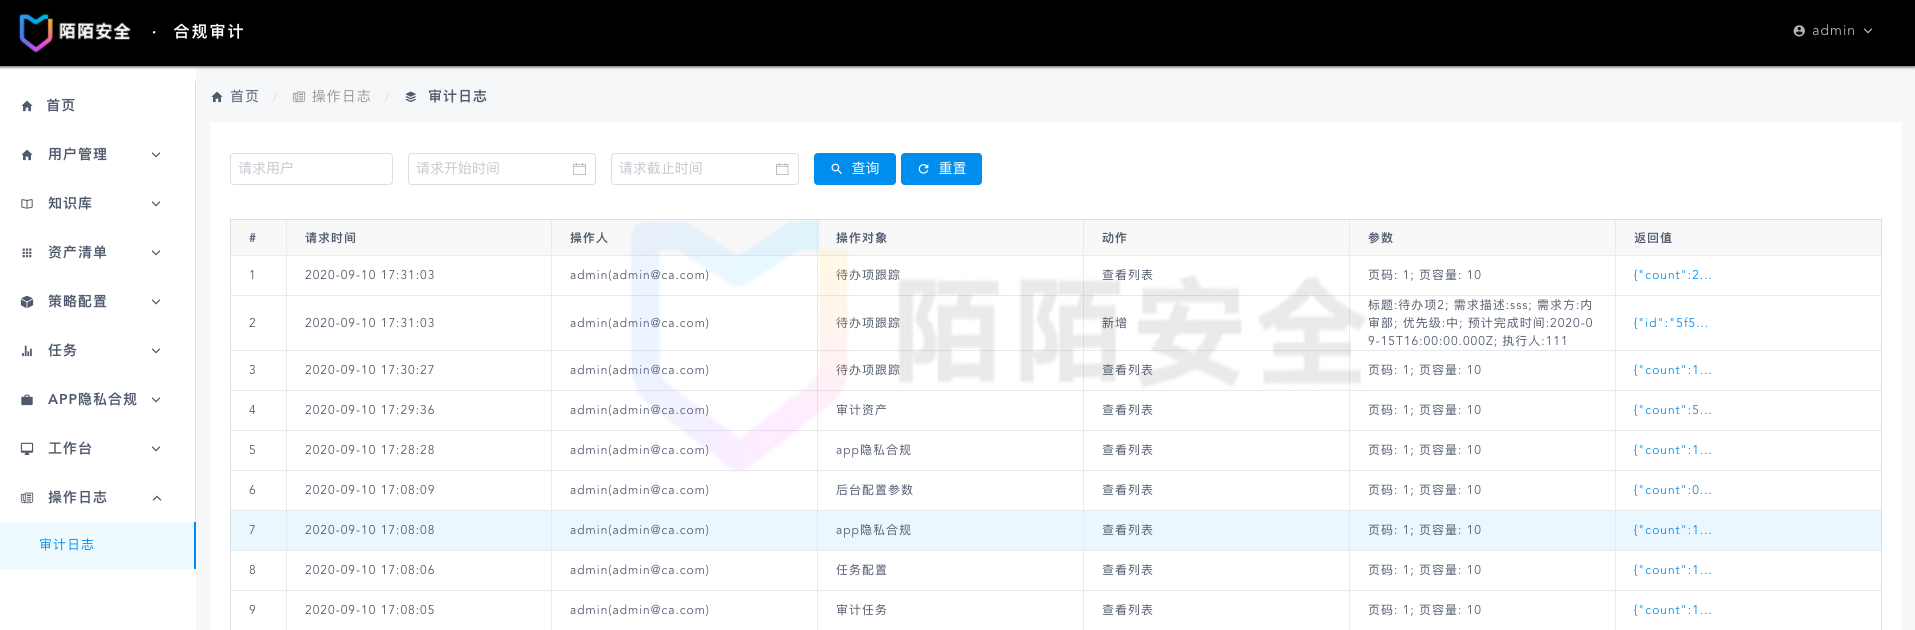 陌陌安全 · 合规审计
admin
首页
用户管理
知识库
资产清单
策略配置
任务
APP隐私合规
工作台
操作日志
审计日志
首页 / 操作日志 / 审计日志
请求用户 请求开始时间 请求截止时间 查询 重置
# 请求时间 操作人 操作对象 动作 参数 返回值
1 2020-09-10 17:31:03 admin(admin@ca.com) 待办项跟踪 查看列表 页码: 1; 页容量: 10 {"count":2...
2 2020-09-10 17:31:03 admin(admin@ca.com) 待办项跟踪 新增 标题:待办项2; 需求描述:sss; 需求方:内
审部; 优先级:中; 预计完成时间:2020-0
9-15T16:00:00.000Z; 执行人:111 {"id":"5f5...
3 2020-09-10 17:30:27 admin(admin@ca.com) 待办项跟踪 查看列表 页码: 1; 页容量: 10 {"count":1...
4 2020-09-10 17:29:36 admin(admin@ca.com) 审计资产 查看列表 页码: 1; 页容量: 10 {"count":5...
5 2020-09-10 17:28:28 admin(admin@ca.com) app隐私合规 查看列表 页码: 1; 页容量: 10 {"count":1...
6 2020-09-10 17:08:09 admin(admin@ca.com) 后台配置参数 查看列表 页码: 1; 页容量: 10 {"count":0...
7 2020-09-10 17:08:08 admin(admin@ca.com) app隐私合规 查看列表 页码: 1; 页容量: 10 {"count":1...
8 2020-09-10 17:08:06 admin(admin@ca.com) 任务配置 查看列表 页码: 1; 页容量: 10 {"count":1...
9 2020-09-10 17:08:05 admin(admin@ca.com) 审计任务 查看列表 页码: 1; 页容量: 10 {"count":1...
陌陌安全